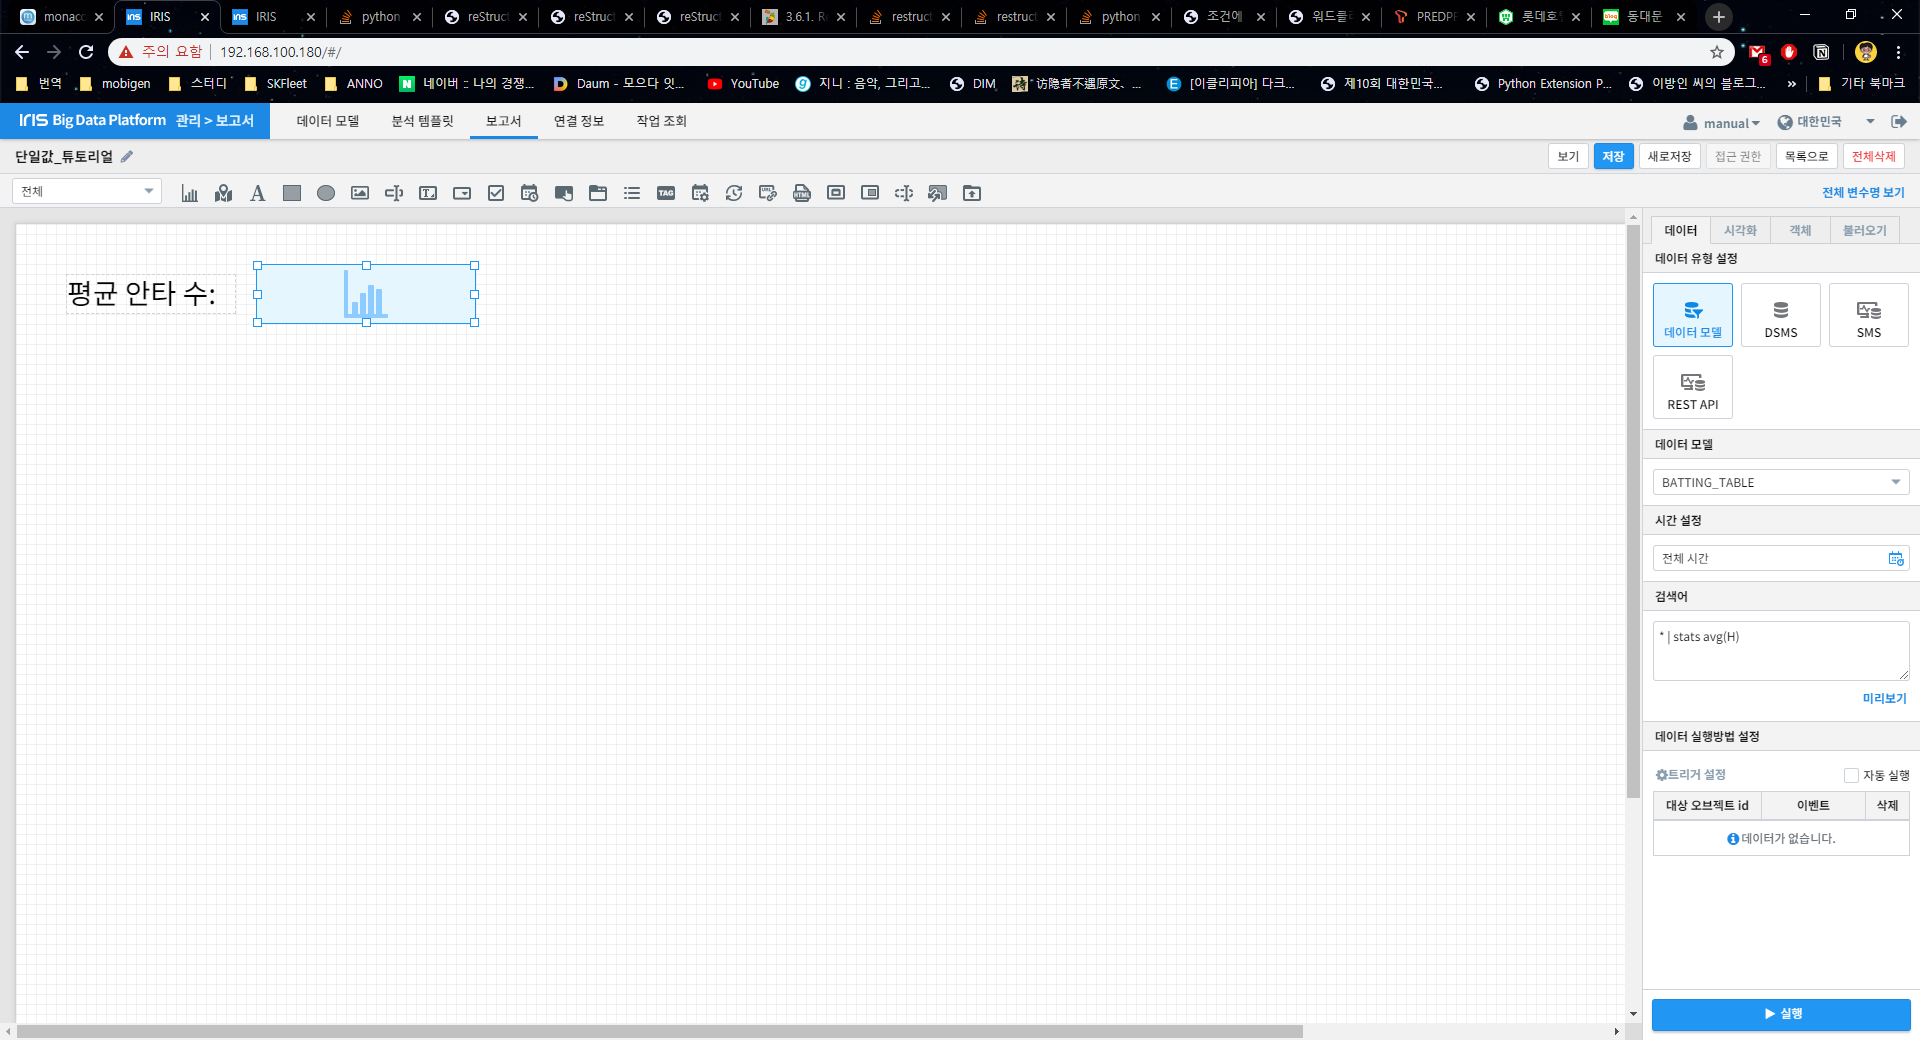 monaco
IRIS
IRIS
python
reStruct
reStruct
reStruct
3.6.1. Re
restruct
restruct
python
조건에
워드클
PREDPF
롯데호
동대문
주의 요함
192.168.100.180/#/
6
번역
mobigen
스터디
SKFleet
ANNO
네이버 :: 나의 경쟁...
Daum - 모으다 잇...
YouTube
지니 : 음악, 그리고...
DIM
访隐者不遇原文、...
[이클리피아] 다크...
제10회 대한민국...
Python Extension P...
이방인 씨의 블로그...
»
기타 북마크
IRIS Big Data Platform 관리 > 보고서
데이터 모델
분석 템플릿
보고서
연결 정보
작업 조회
manual
대한민국
단일값_튜토리얼
보기
저장
새로저장
접근 권한
목록으로
전체삭제
전체
A
TAG
전체 변수명 보기
평균 안타 수:
데이터
시각화
객체
불러오기
데이터 유형 설정
데이터 모델
DSMS
SMS
REST API
데이터 모델
BATTING_TABLE
시간 설정
전체 시간
검색어
* | stats avg(H)
미리보기
데이터 실행방법 설정
트리거 설정
자동 실행
대상 오브젝트 id
이벤트
삭제
데이터가 없습니다.
실행